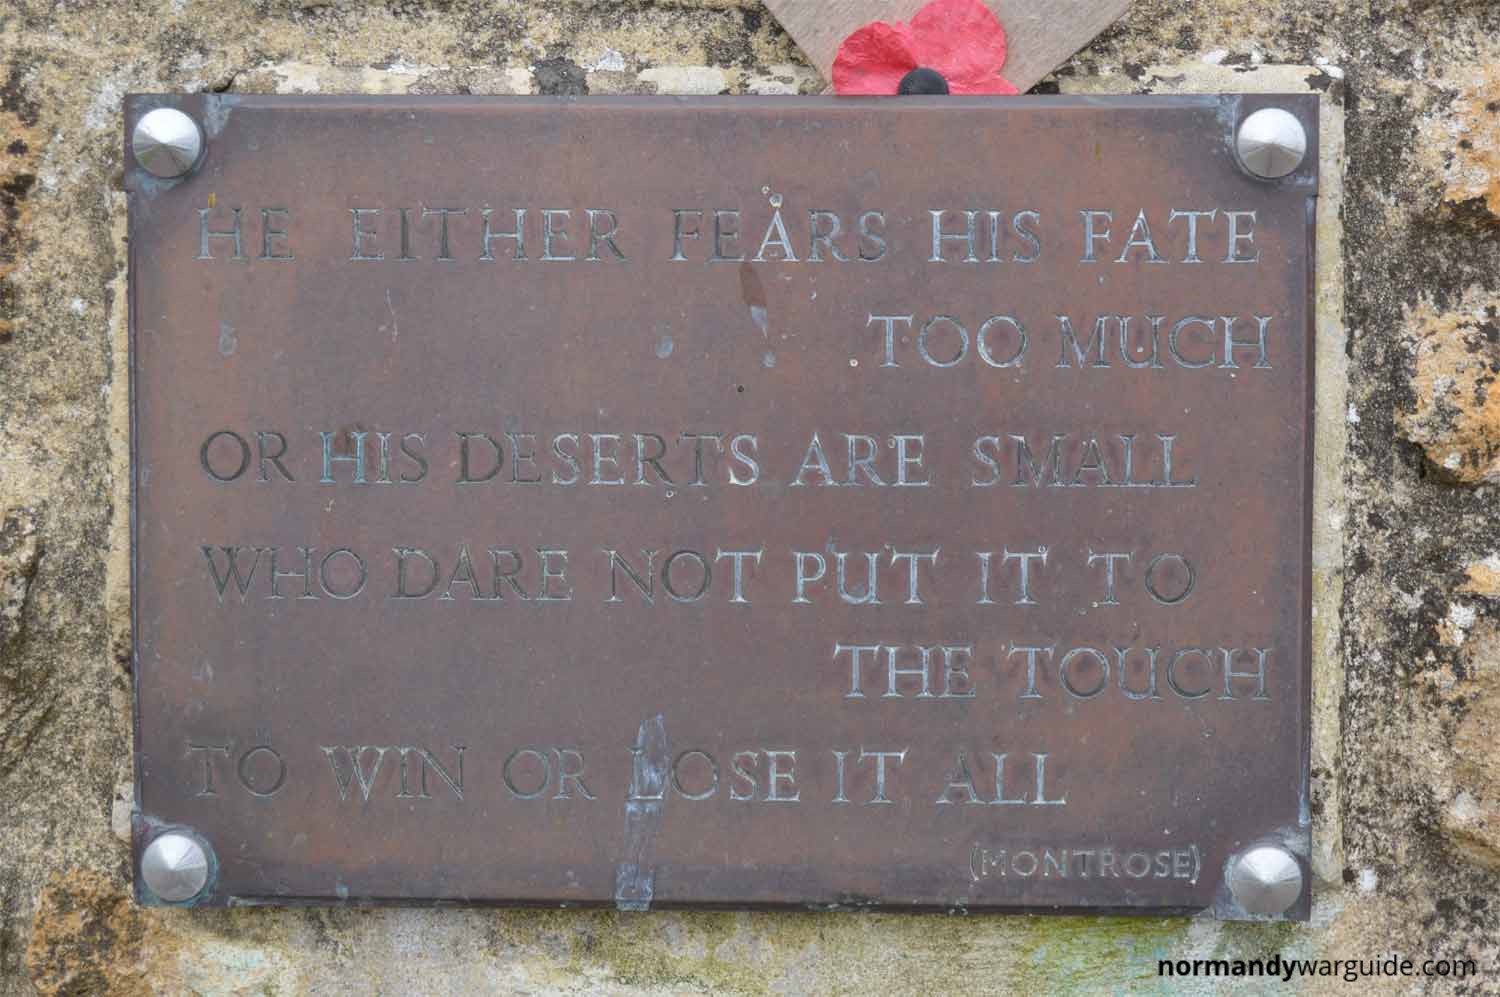 HE EITHER FEARS HIS FATE
TOO MUCH
OR HIS DESERTS ARE SMALL
WHO DARE NOT PUT IT TO
THE TOUCH
TO WIN OR LOSE IT ALL
(MONTROSE)
normandywarguide.com